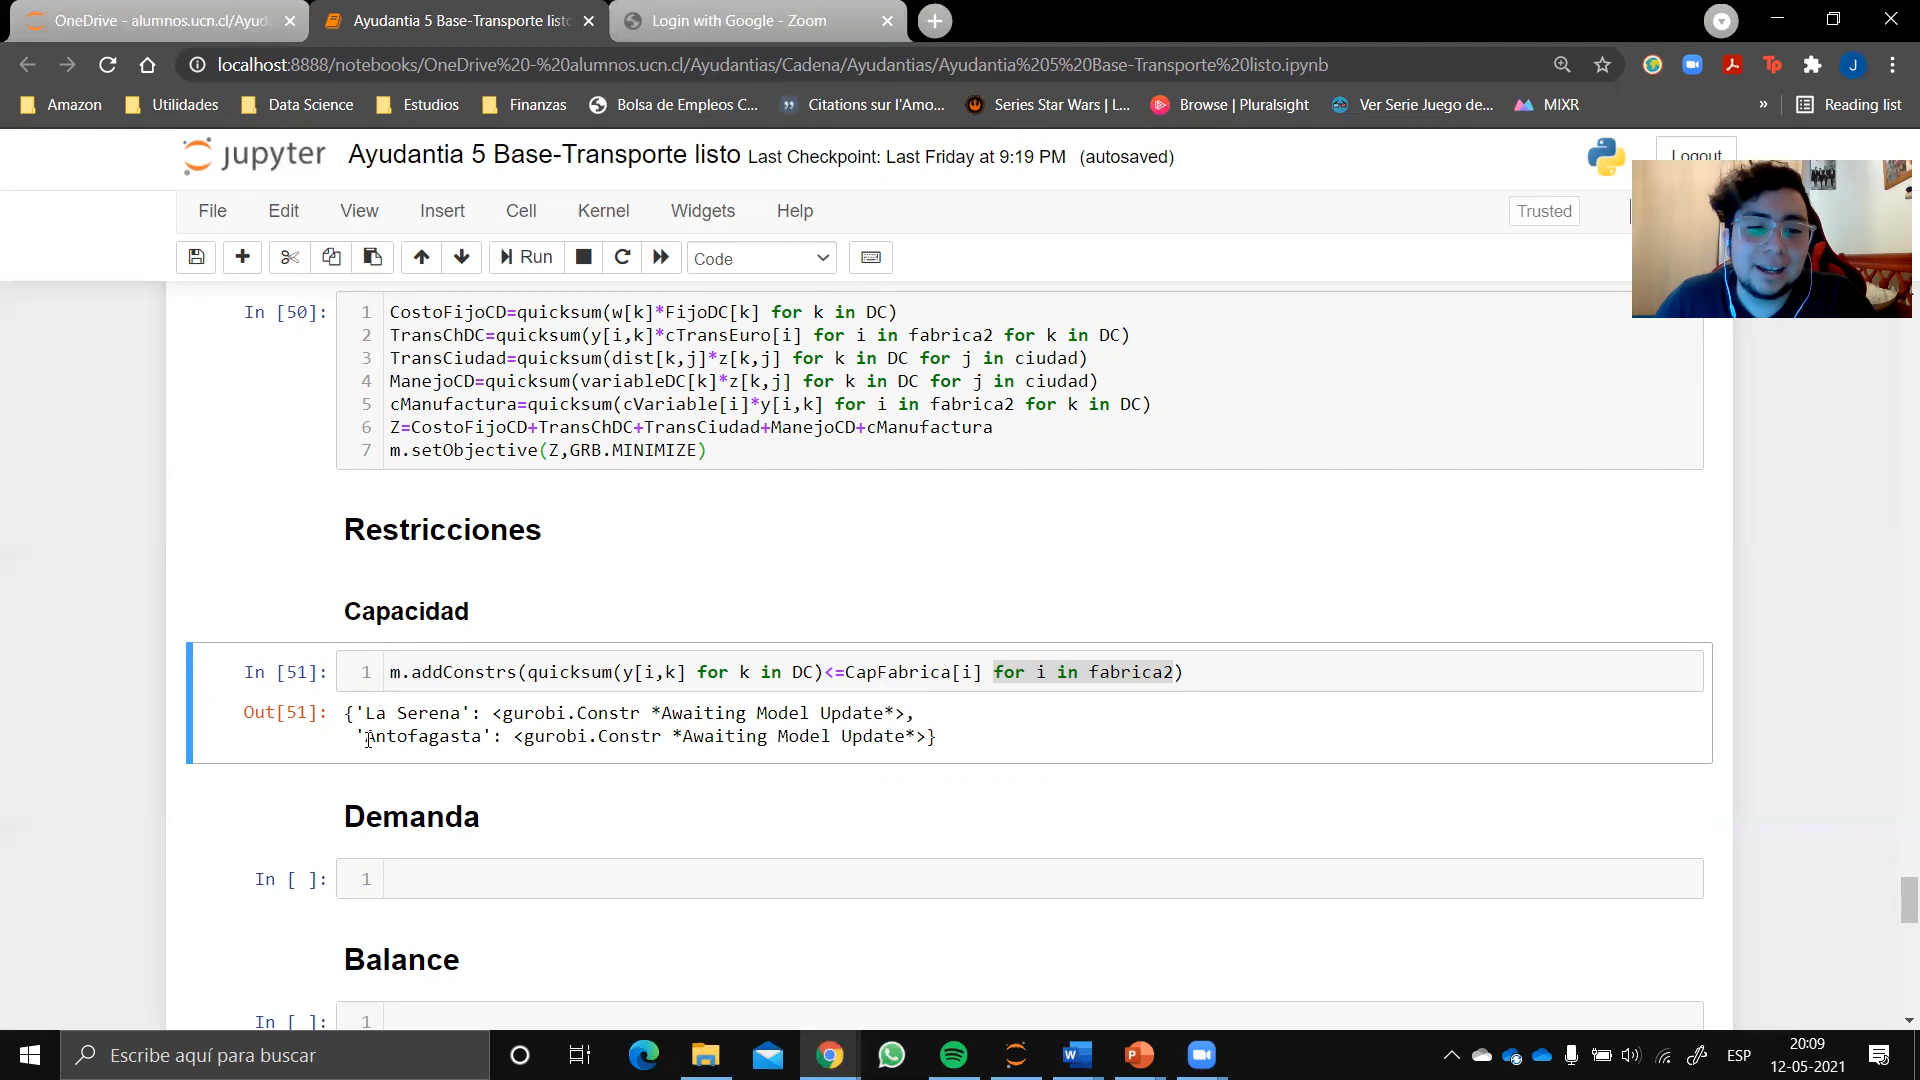 OneDrive - alumnos.ucn.cl/Ayud
Ayudantia 5 Base-Transporte listo
Login with Google - Zoom
localhost:8888/notebooks/OneDrive%20-%20alumnos.ucn.cl/Ayudantias/Cadena/Ayudantias/Ayudantia%205%20Base-Transporte%20listo.ipynb
Tp
J
Amazon
Utilidades
Data Science
Estudios
Finanzas
Bolsa de Empleos C...
Citations sur l'Amo...
Series Star Wars | L...
Browse | Pluralsight
Ver Serie Juego de...
MIXR
»
Reading list
jupyter
Ayudantia 5 Base-Transporte listo Last Checkpoint: Last Friday at 9:19 PM (autosaved)
Logout
File Edit View Insert Cell Kernel Widgets Help
Trusted
Run
Code
In [50]:
1 CostoFijoCD=quicksum(w[k]*FijoDC[k] for k in DC)
2 TransChDC=quicksum(y[i,k]*cTransEuro[i] for i in fabrica2 for k in DC)
3 TransCiudad=quicksum(dist[k,j]*z[k,j] for k in DC for j in ciudad)
4 ManejoCD=quicksum(variableDC[k]*z[k,j] for k in DC for j in ciudad)
5 cManufactura=quicksum(cVariable[i]*y[i,k] for i in fabrica2 for k in DC)
6 Z=CostoFijoCD+TransChDC+TransCiudad+ManejoCD+cManufactura
7 m.setObjective(Z,GRB.MINIMIZE)
Restricciones
Capacidad
In [51]: 1 m.addConstrs(quicksum(y[i,k] for k in DC)<=CapFabrica[i] for i in fabrica2)
Out[51]: {'La Serena': <gurobi.Constr *Awaiting Model Update*>,
'Antofagasta': <gurobi.Constr *Awaiting Model Update*>}
Demanda
In [ ]: 1
Balance
In [ ]: 1
Escribe aquí para buscar
ESP
20:09
12-05-2021